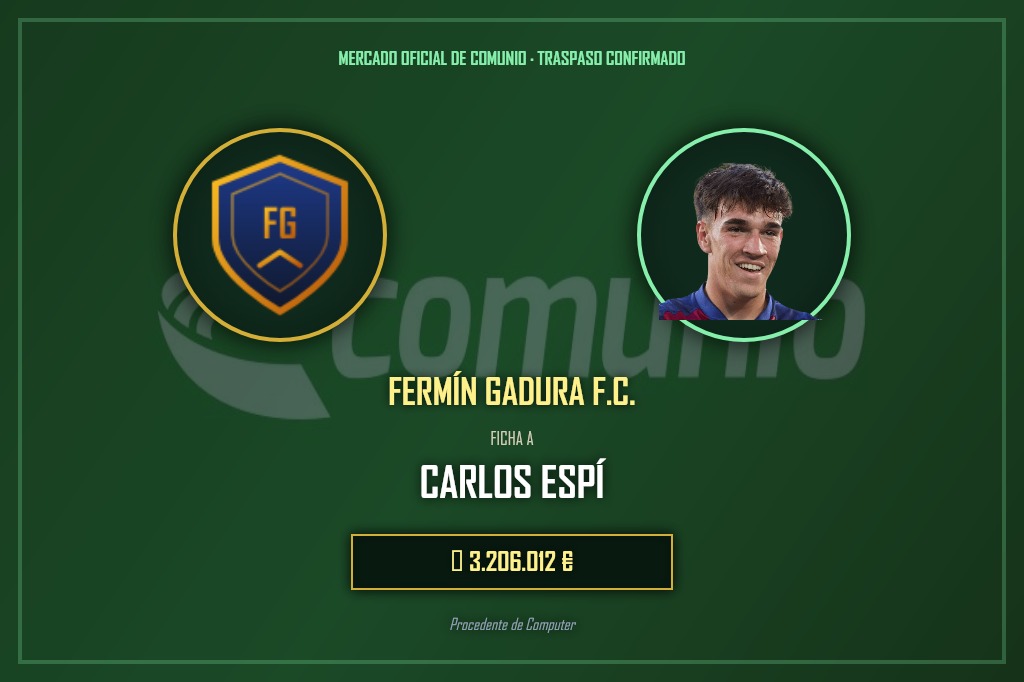 MERCADO OFICIAL DE COMUNIO · TRASPASO CONFIRMADO
FG
comunio
FERMÍN GADURA F.C.
FICHA A
CARLOS ESPÍ
3.206.012 €
Procedente de Computer